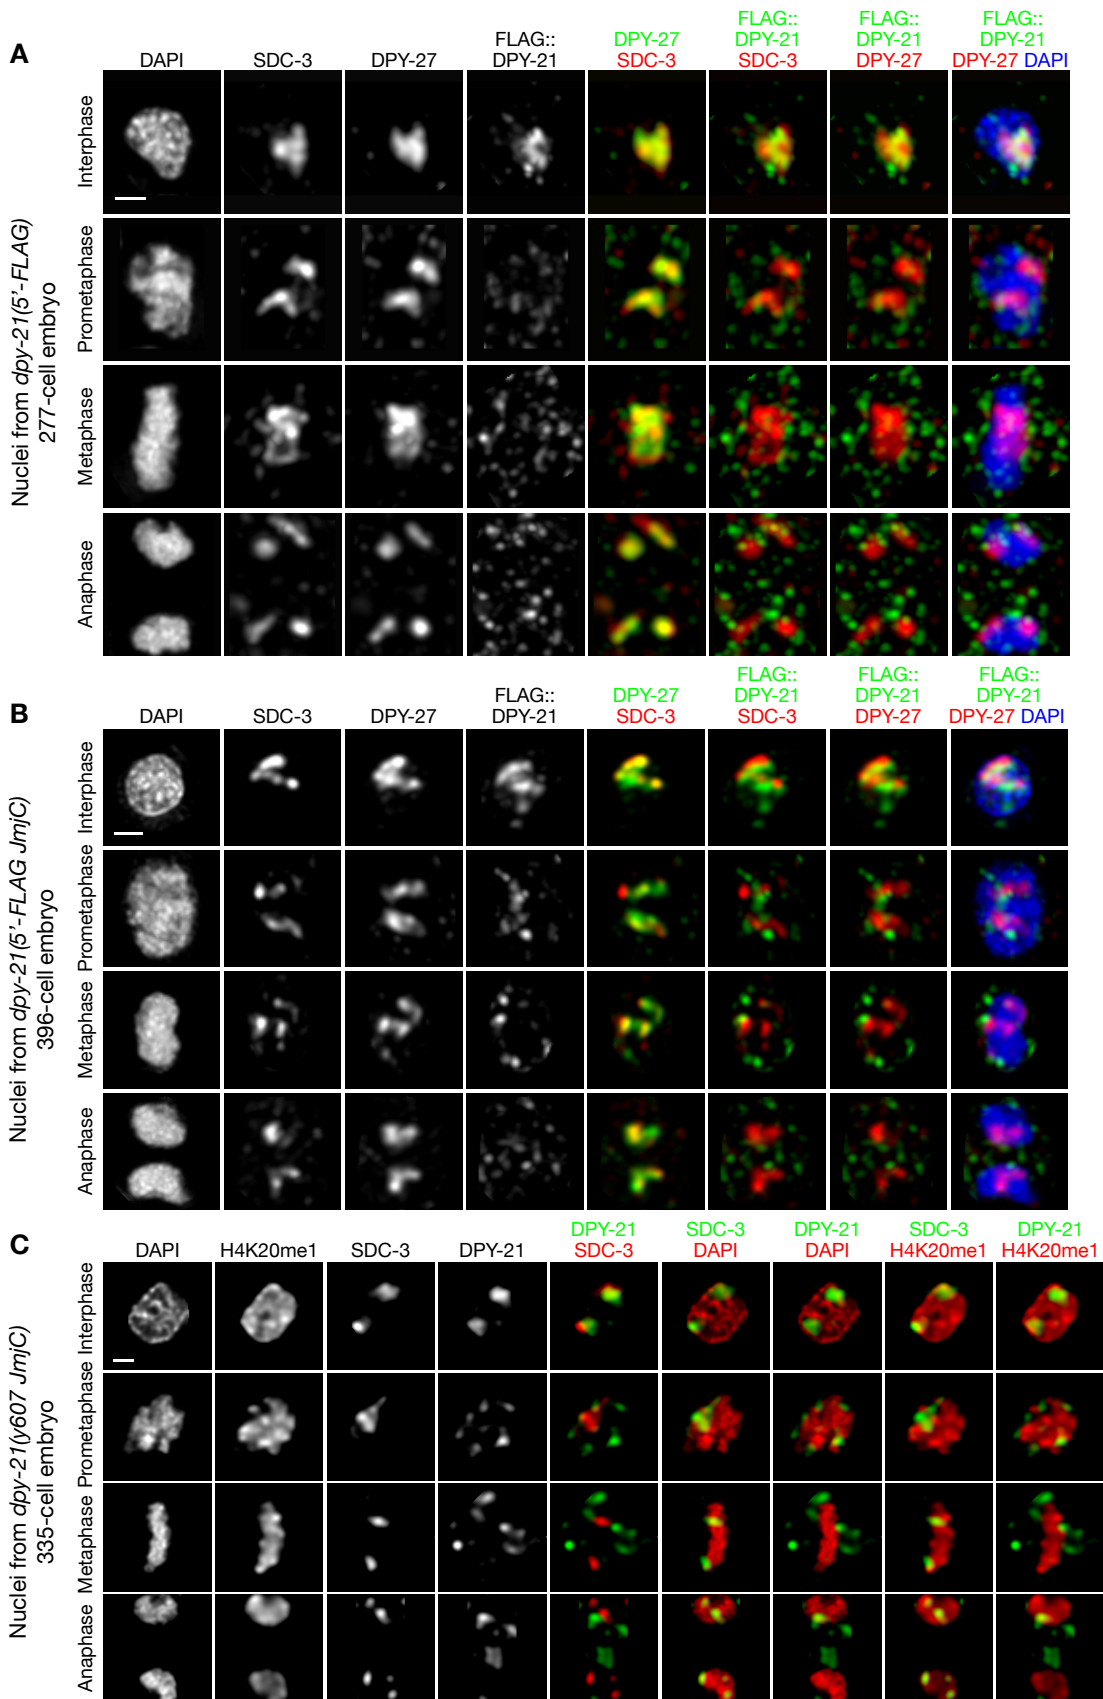 A
DAPI
SDC-3
DPY-27
FLAG::
DPY-21
DPY-27
SDC-3
FLAG::
DPY-21
SDC-3
FLAG::
DPY-21
DPY-27
FLAG::
DPY-21
DPY-27 DAPI
Nuclei from dpy-21(5'-FLAG)
277-cell embryo
Interphase
Prometaphase
Metaphase
Anaphase
B
DAPI
SDC-3
DPY-27
FLAG::
DPY-21
DPY-27
SDC-3
FLAG::
DPY-21
SDC-3
FLAG::
DPY-21
DPY-27
FLAG::
DPY-21
DPY-27 DAPI
Nuclei from dpy-21(5'-FLAG JmjC)
396-cell embryo
Interphase
Prometaphase
Metaphase
Anaphase
C
DAPI
H4K20me1
SDC-3
DPY-21
DPY-21
SDC-3
SDC-3
DAPI
DPY-21
DAPI
SDC-3
H4K20me1
DPY-21
H4K20me1
Nuclei from dpy-21(y607 JmjC)
335-cell embryo
Interphase
Prometaphase
Metaphase
Anaphase